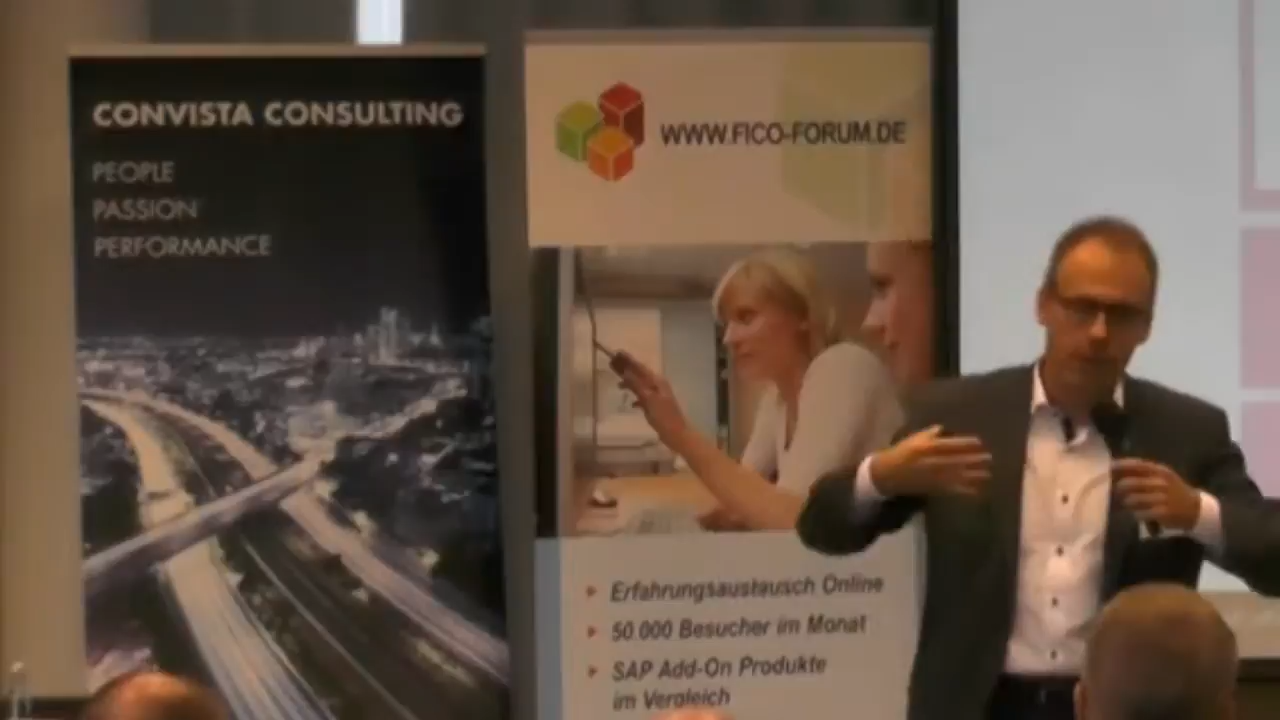 CONVISTA CONSULTING
PEOPLE
PASSION
PERFORMANCE
WWW.FICO-FORUM.DE
Erfahrungsaustausch Online
50 000 Besucher im Monat
SAP Add-On Produkte
im Vergleich